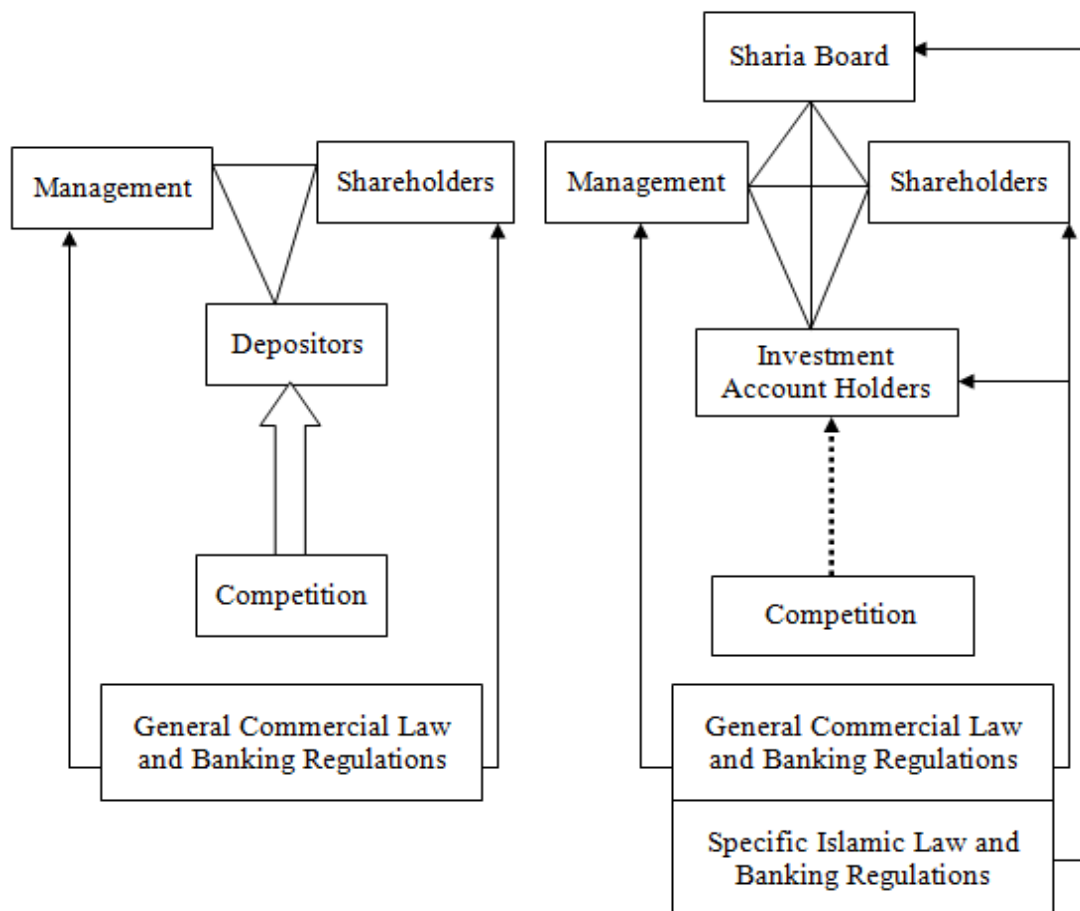 Management
Shareholders
Depositors
Competition
General Commercial Law
and Banking Regulations
Sharia Board
Management
Shareholders
Investment
Account Holders
Competition
General Commercial Law
and Banking Regulations
Specific Islamic Law and
Banking Regulations